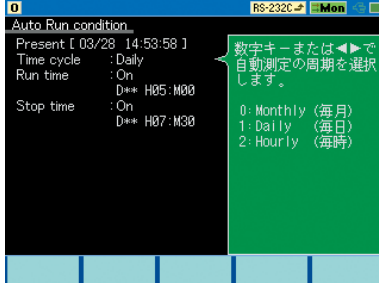 0
RS-232C Mon
Auto Run condition
Present [ 03/28 14:53:58 ]
Time cycle :Daily
Run time :On
D** H05:M00
Stop time :On
D** H07:M30
数字キーまたは◀▶で
自動測定の周期を選択
します。
0:Monthly (毎月)
1:Daily (毎日)
2:Hourly (毎時)